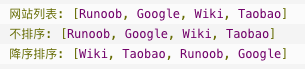 网站列表: [Runoob, Google, Wiki, Taobao]
不排序: [Runoob, Google, Wiki, Taobao]
降序排序: [Wiki, Taobao, Runoob, Google]